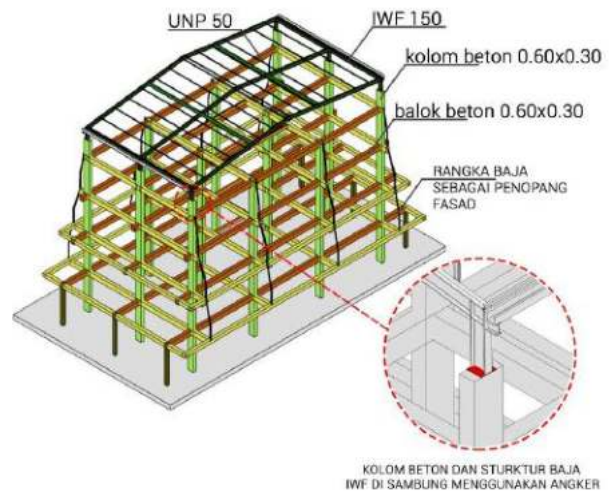 UNP 50
IWF 150
kolom beton 0.60x0.30
balok beton 0.60x0.30
RANGKA BAJA
SEBAGAI PENOPANG
FASAD
KOLOM BETON DAN STURKTUR BAJA
IWF DI SAMBUNG MENGGUNAKAN ANGKER